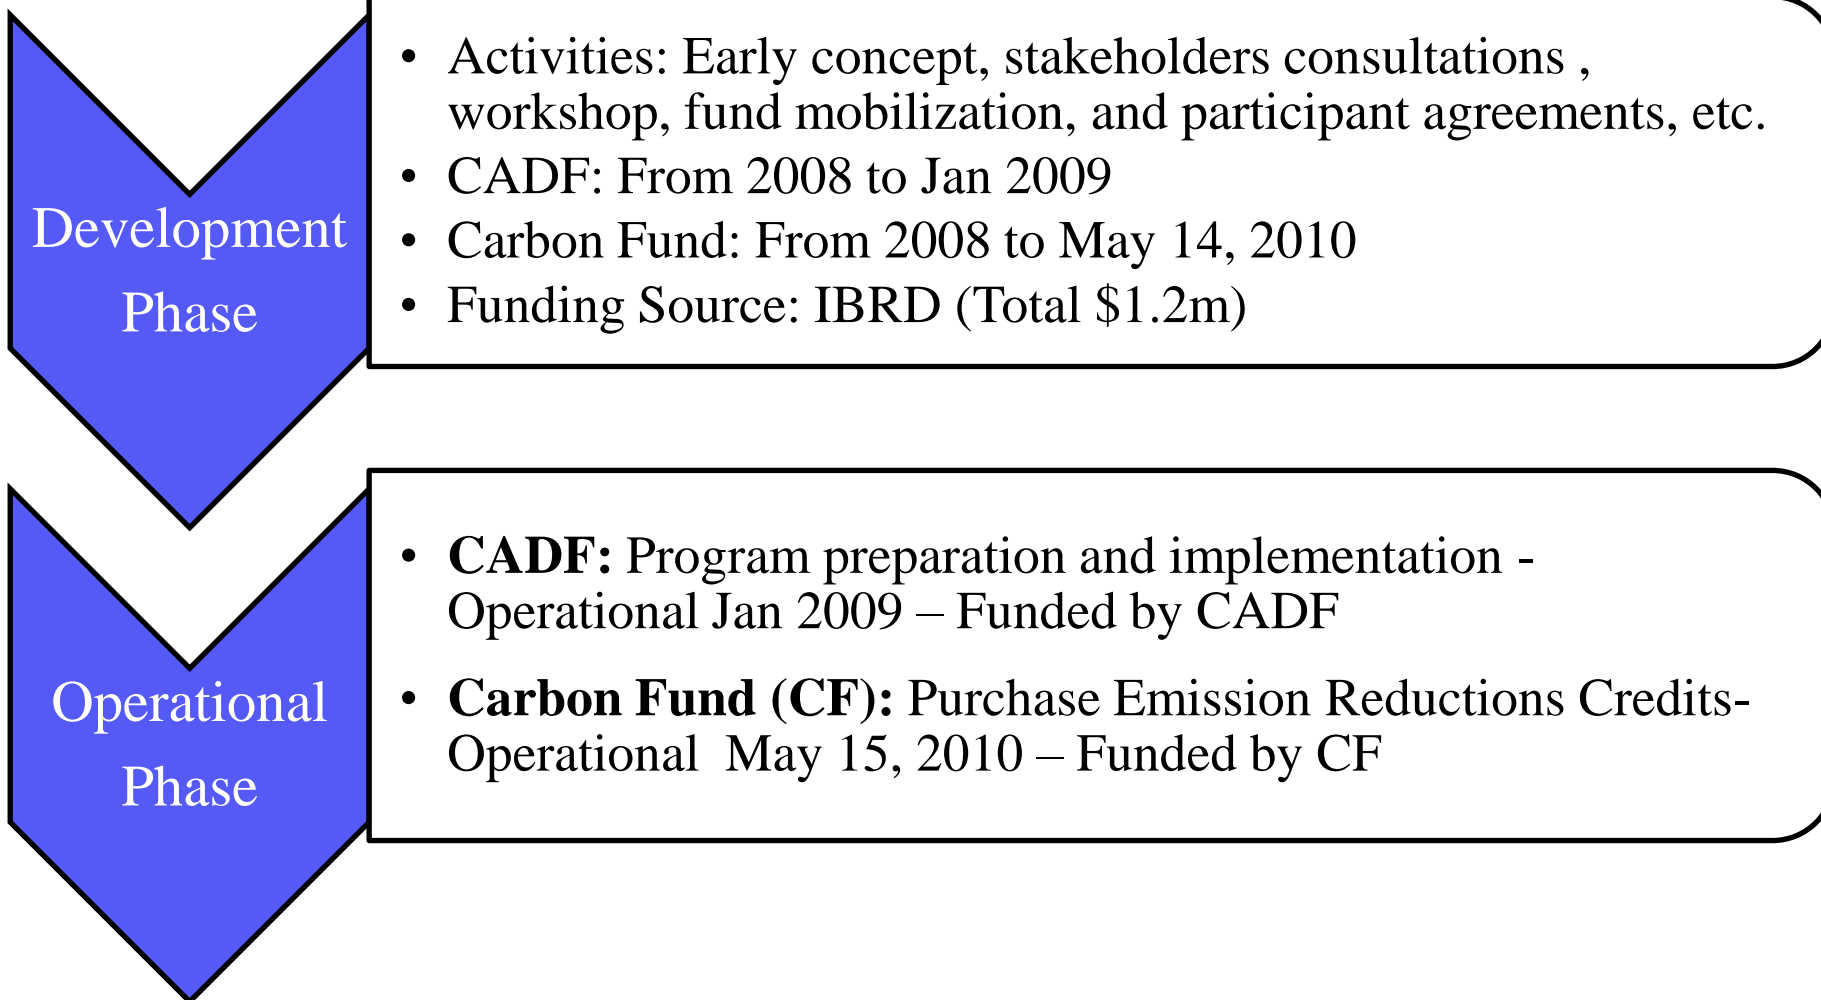 Development
Phase
• Activities: Early concept, stakeholders consultations ,
workshop, fund mobilization, and participant agreements, etc.
• CADF: From 2008 to Jan 2009
• Carbon Fund: From 2008 to May 14, 2010
• Funding Source: IBRD (Total $1.2m)
Operational
Phase
• CADF: Program preparation and implementation -
Operational Jan 2009 – Funded by CADF
• Carbon Fund (CF): Purchase Emission Reductions Credits-
Operational  May 15, 2010 – Funded by CF